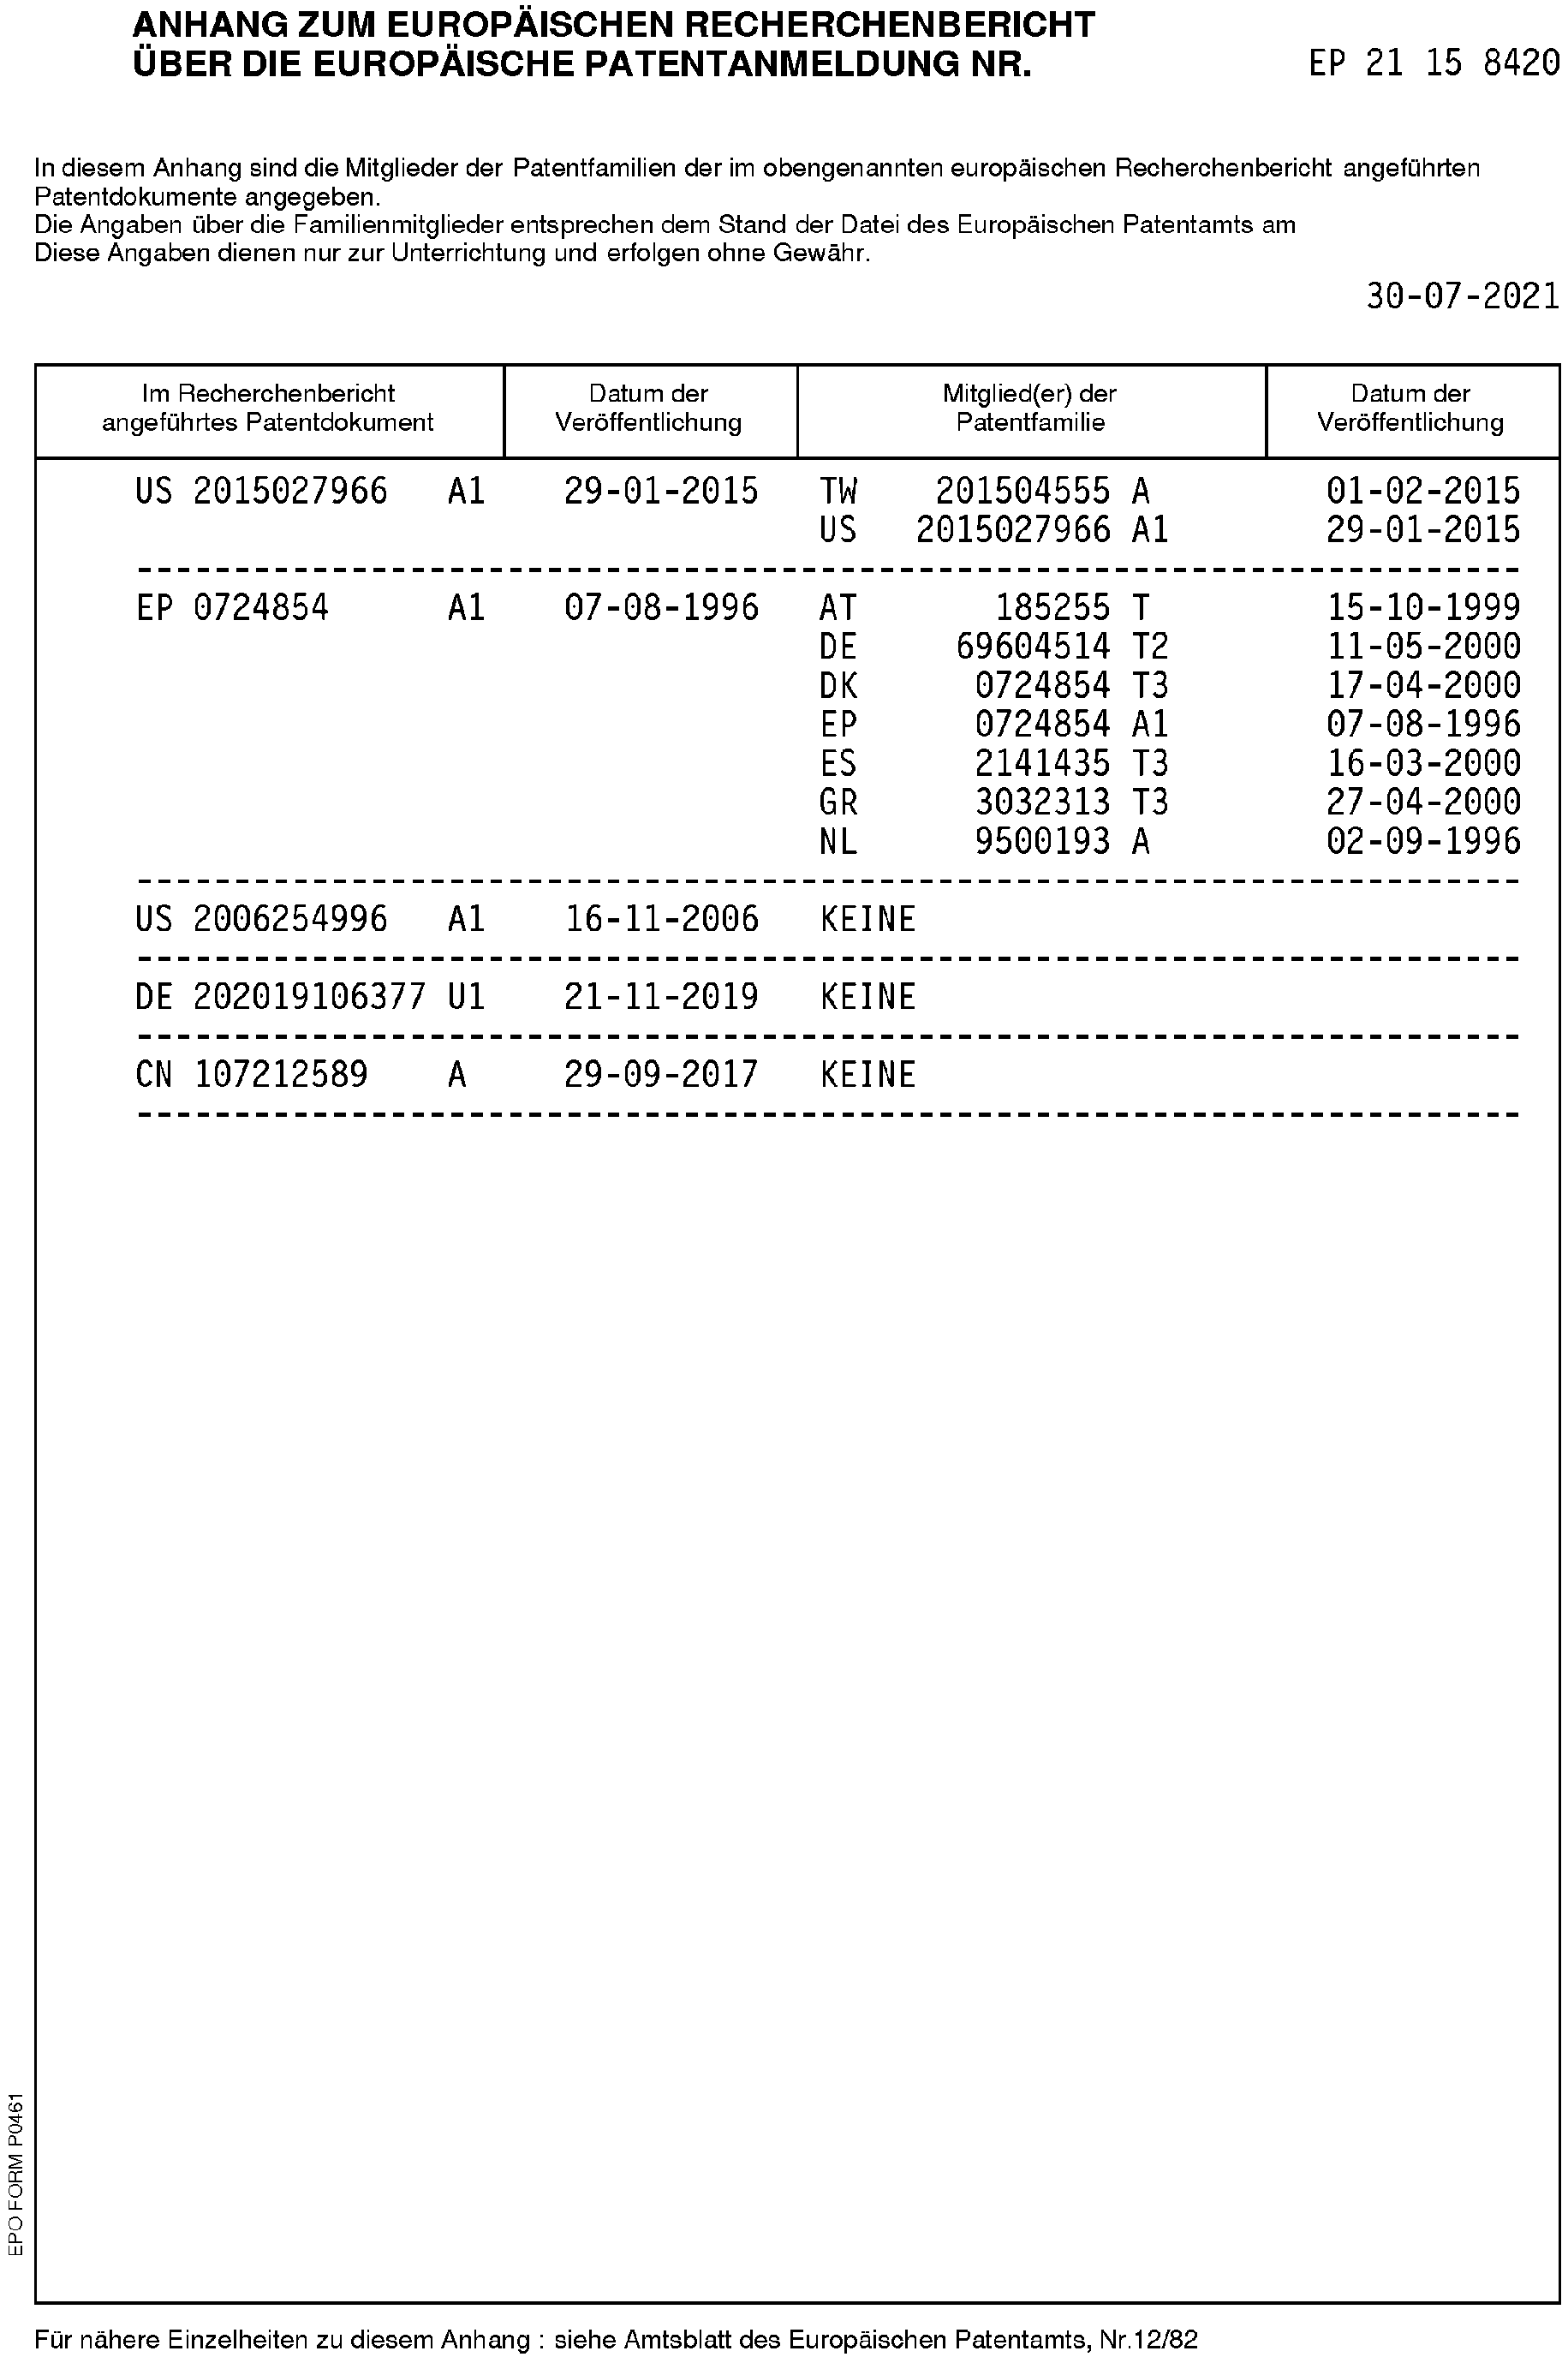 ANHANG ZUM EUROPÄISCHEN RECHERCHENBERICHT
ÜBER DIE EUROPÄISCHE PATENTANMELDUNG NR. EP 21 15 8420
In diesem Anhang sind die Mitglieder der Patentfamilien der im obengenannten europäischen Recherchenbericht angeführten
Patentdokumente angegeben.
Die Angaben über die Familienmitglieder entsprechen dem Stand der Datei des Europäischen Patentamts am
Diese Angaben dienen nur zur Unterrichtung und erfolgen ohne Gewähr.
30-07-2021
Im Recherchenbericht angeführtes Patentdokument | Datum der Veröffentlichung | Mitglied(er) der Patentfamilie | Datum der Veröffentlichung
US 2015027966 A1 29-01-2015 TW 201504555 A 01-02-2015
US 2015027966 A1 29-01-2015
EP 0724854 A1 07-08-1996 AT 185255 T 15-10-1999
DE 69604514 T2 11-05-2000
DK 0724854 T3 17-04-2000
EP 0724854 A1 07-08-1996
ES 2141435 T3 16-03-2000
GR 3032313 T3 27-04-2000
NL 9500193 A 02-09-1996
US 2006254996 A1 16-11-2006 KEINE
DE 202019106377 U1 21-11-2019 KEINE
CN 107212589 A 29-09-2017 KEINE
EPO FORM P0461
Für nähere Einzelheiten zu diesem Anhang : siehe Amtsblatt des Europäischen Patentamts, Nr.12/82